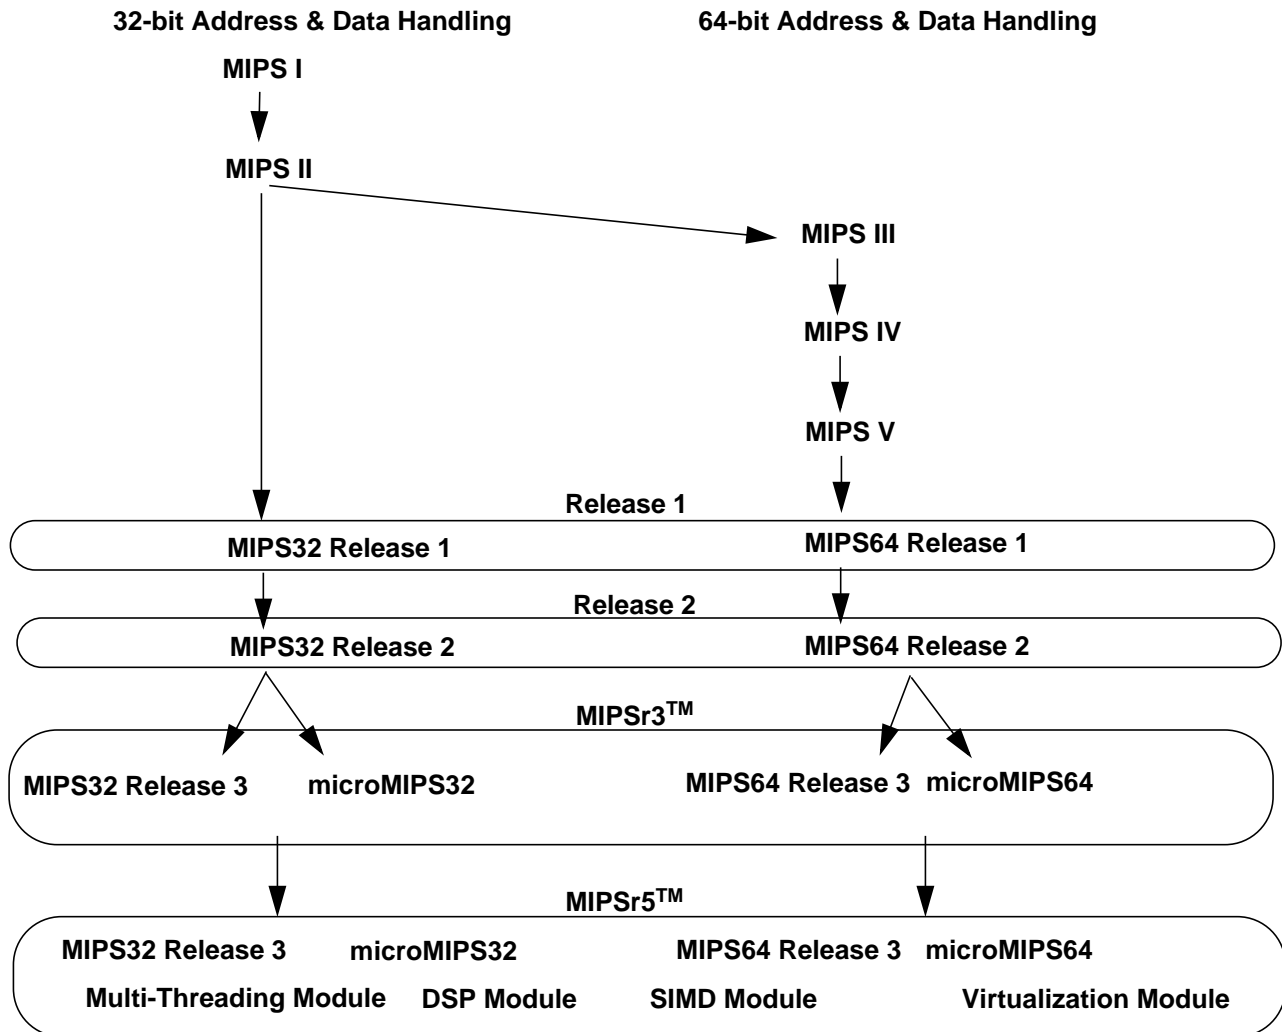 32-bit Address & Data Handling
64-bit Address & Data Handling
MIPS I
MIPS II
MIPS III
MIPS IV
MIPS V
Release 1
MIPS32 Release 1
MIPS64 Release 1
Release 2
MIPS32 Release 2
MIPS64 Release 2
MIPSr3TM
MIPS32 Release 3
microMIPS32
MIPS64 Release 3
microMIPS64
MIPSr5TM
MIPS32 Release 3
microMIPS32
MIPS64 Release 3
microMIPS64
Multi-Threading Module
DSP Module
SIMD Module
Virtualization Module